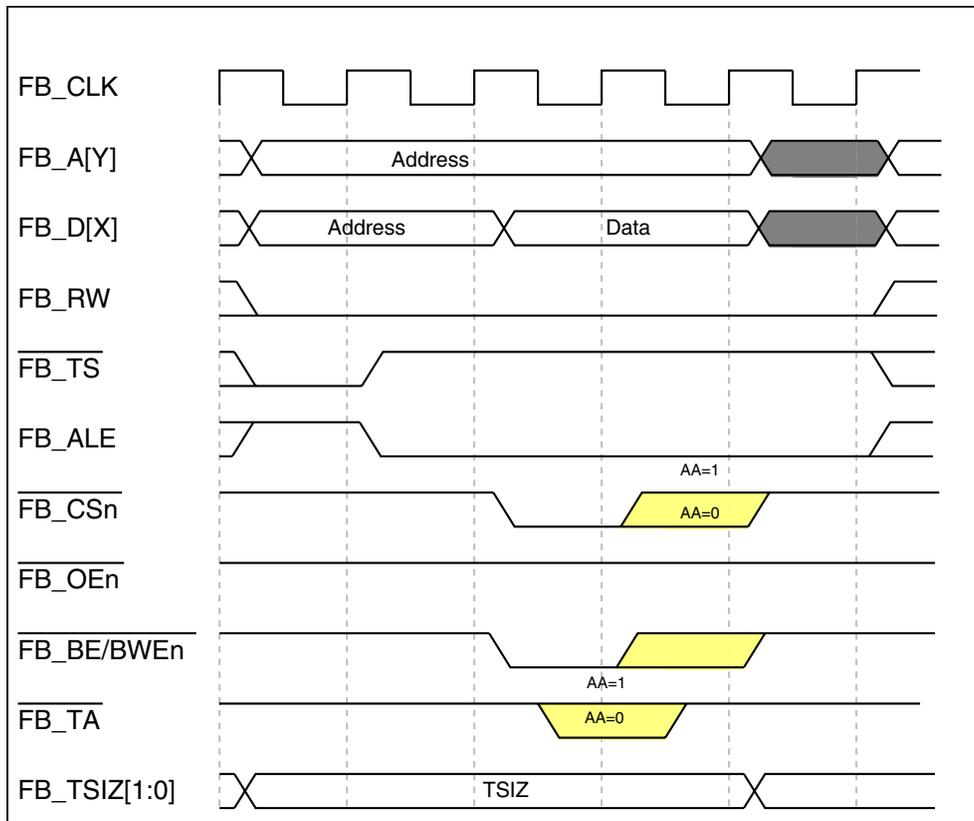 FB_CLK
FB_A[Y]
Address
FB_D[X]
Address
Data
FB_RW
FB_TS
FB_ALE
AA=1
FB_CSn
AA=0
FB_OEn
FB_BE/BWEn
AA=1
FB_TA
AA=0
FB_TSIZ[1:0]
TSIZ